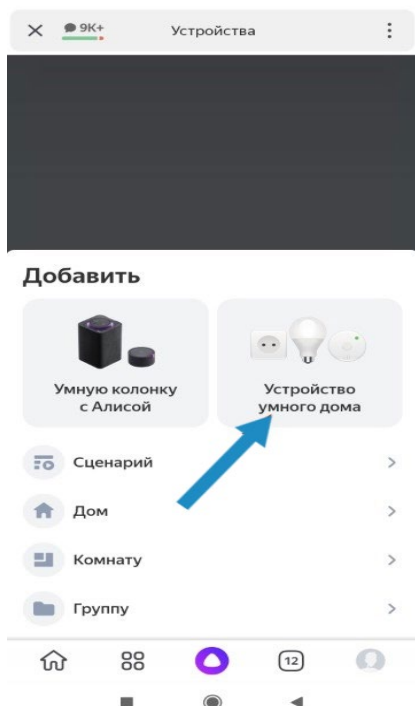 9K+
Устройства
Добавить
Умную колонку
с Алисой
Устройство
умного дома
Сценарий
Дом
Комнату
Группу
12